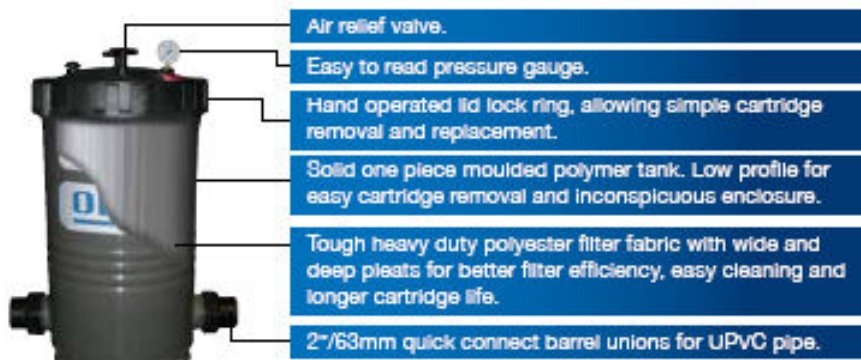 Air relief valve.
Easy to read pressure gauge.
Hand operated lid lock ring, allowing simple cartridge
removal and replacement.
Solid one piece moulded polymer tank. Low profile for
easy cartridge removal and inconspicuous enclosure.
Tough heavy duty polyester filter fabric with wide and
deep pleats for better filter efficiency, easy cleaning and
longer cartridge life.
2"/63mm quick connect barrel unions for UPVC pipe.